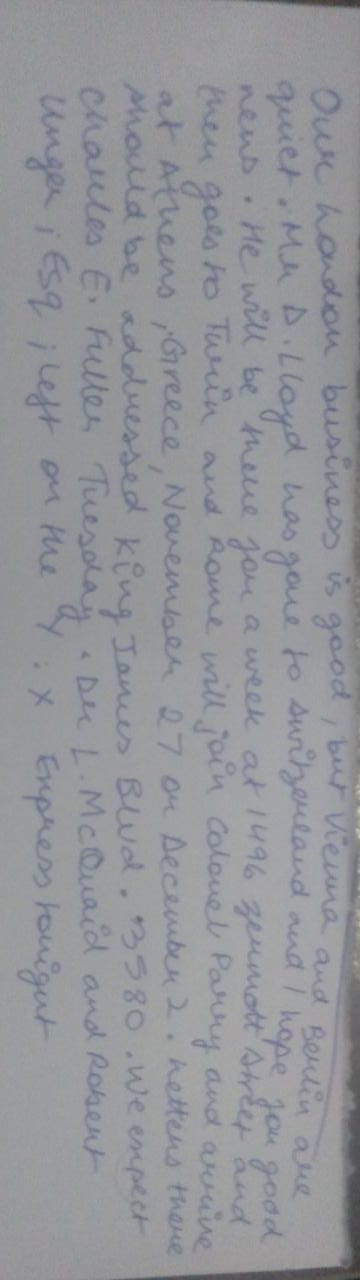 Our London business is good, but Vienna and Berlin are
quiet. Mr D. Lloyd has gone to Switzerland and I hope for good
news. He will be there for a week at 1496 zermott Street and
then goes to Turin and Rome will join Colonel Parry and arrive
at Athens, Greece, November 27 or December 2. Letters there
should be addressed King James Blvd. 3580. We expect
Charles E. Fuller Tuesday. Dr L. McQuaid and Robert
Unger, Esq, left on the Y. X Express tonight